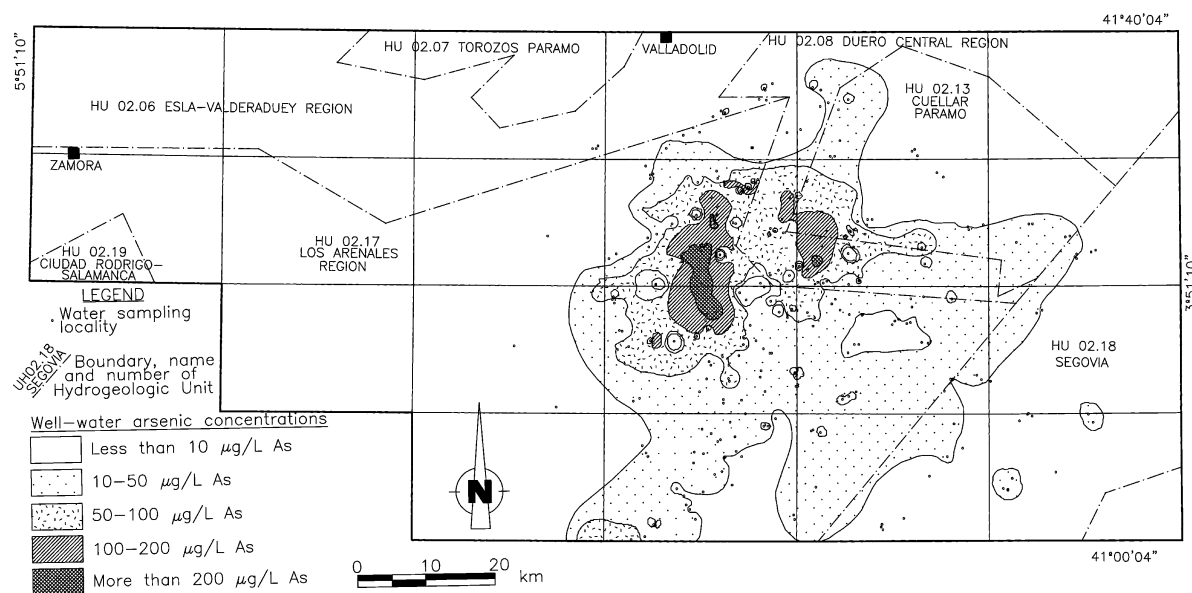 41°40'04"
5°51'10"
HU 02.07 TOROZOS PARAMO
VALLADOLID
HU 02.08 DUERO CENTRAL REGION
HU 02.06 ESLA-VALDERADUEY REGION
HU 02.13
CUELLAR
PARAMO
ZAMORA
HU 02.19
CIUDAD RODRIGO-
SALAMANCA
HU 02.17
LOS ARENALES
REGION
3°51'10"
HU 02.18
SEGOVIA
LEGEND
Water sampling
locality
UH02.18
SEGOVIA
Boundary, name
and number of
Hydrogeologic Unit
Well-water arsenic concentrations
Less than 10 µg/L As
10-50 µg/L As
50-100 µg/L As
100-200 µg/L As
More than 200 µg/L As
N
0 10 20
km
41°00'04"